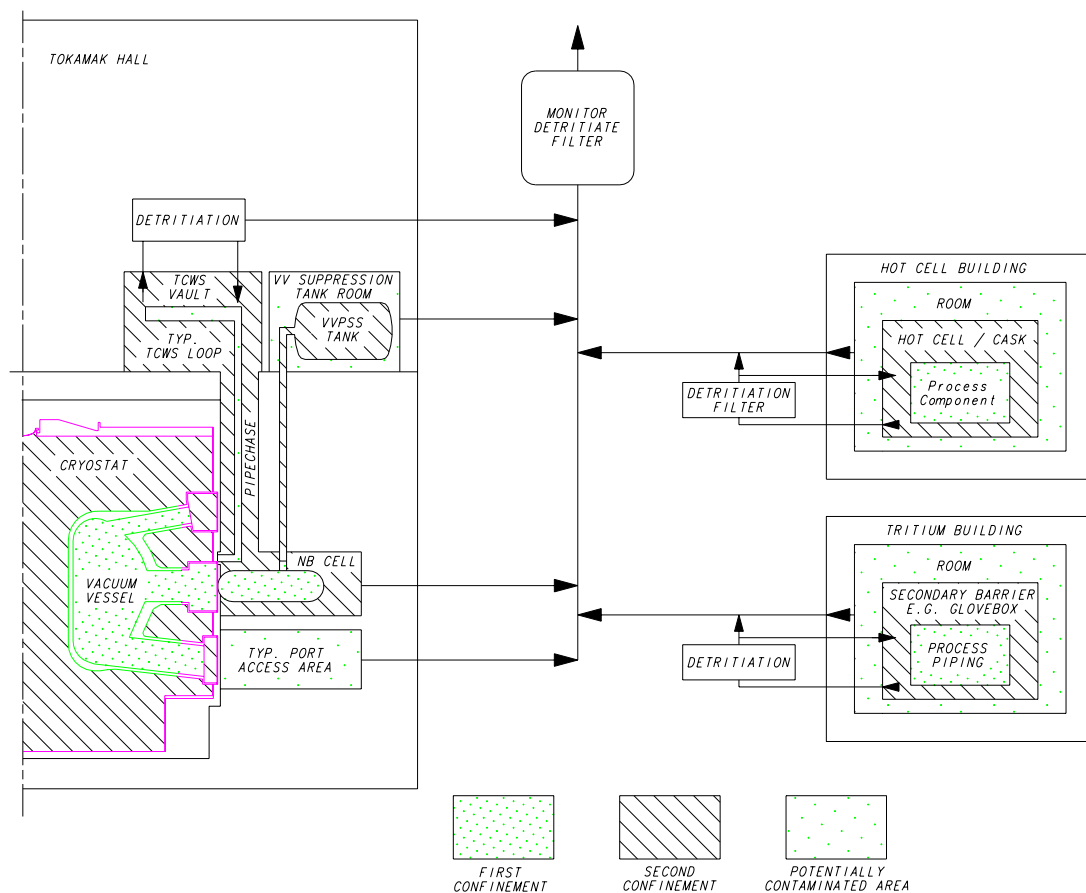 TOKAMAK HALL
MONITOR
DETRITIATE
FILTER
DETRITIATION
TCWS
VAULT
TYP.
TCWS LOOP
VV SUPPRESSION
TANK ROOM
VVPSS
TANK
PIPECHASE
CRYOSTAT
VACUUM
VESSEL
NB CELL
TYP. PORT
ACCESS AREA
HOT CELL BUILDING
ROOM
HOT CELL / CASK
Process
Component
DETRITIATION
FILTER
TRITIUM BUILDING
ROOM
SECONDARY BARRIER
E.G. GLOVEBOX
PROCESS
PIPING
DETRITIATION
FIRST
CONFINEMENT
SECOND
CONFINEMENT
POTENTIALLY
CONTAMINATED AREA